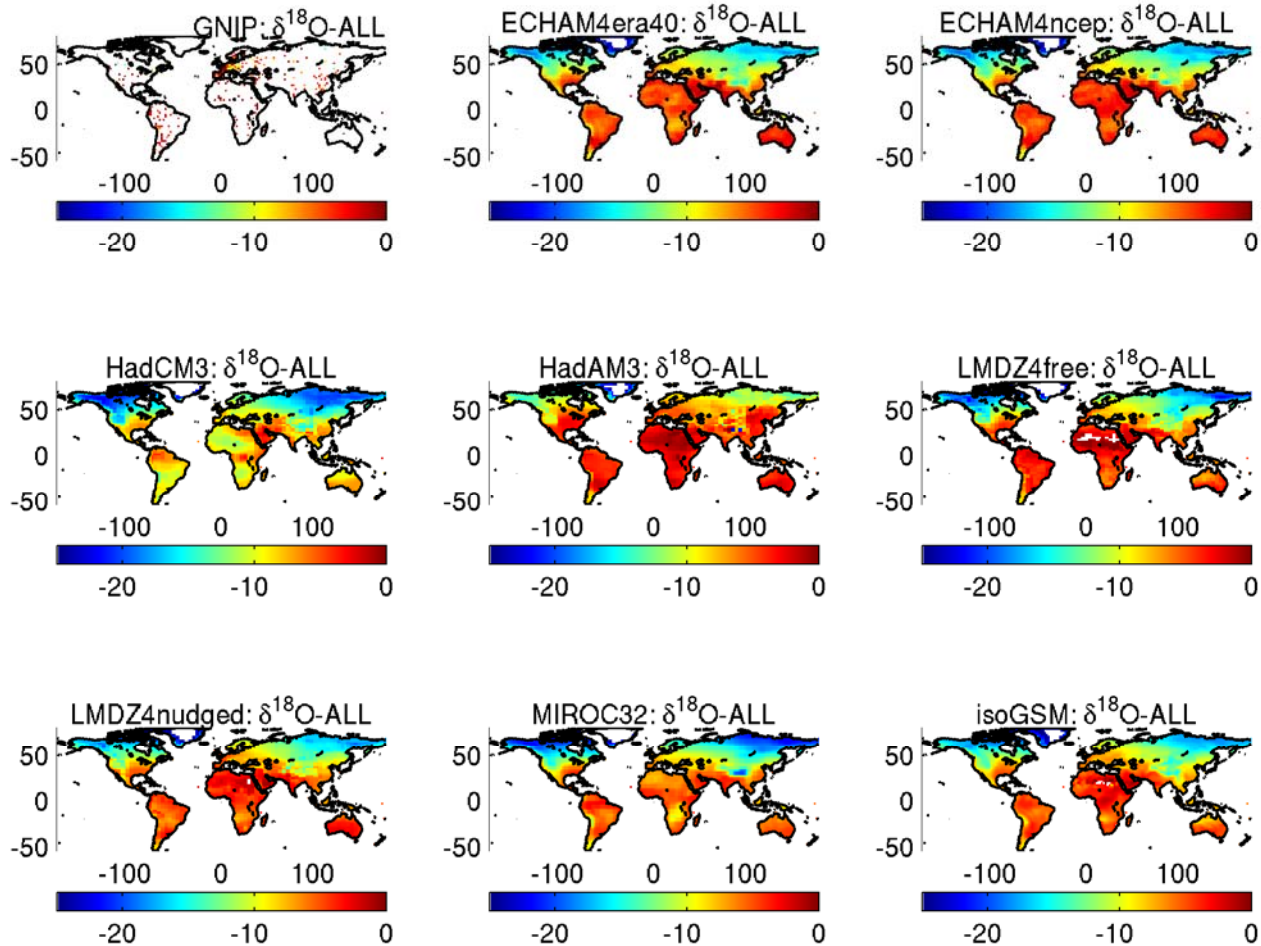 GNIP: δ18O-ALL ECHAM4era40: δ18O-ALL ECHAM4ncep: δ18O-ALL
50 50 50
0 0 0
-50 -50 -50
-100 0 100 -100 0 100 -100 0 100
-20 -10 0 -20 -10 0 -20 -10 0
HadCM3: δ18O-ALL HadAM3: δ18O-ALL LMDZ4free: δ18O-ALL
50 50 50
0 0 0
-50 -50 -50
-100 0 100 -100 0 100 -100 0 100
-20 -10 0 -20 -10 0 -20 -10 0
LMDZ4nudged: δ18O-ALL MIROC32: δ18O-ALL isoGSM: δ18O-ALL
50 50 50
0 0 0
-50 -50 -50
-100 0 100 -100 0 100 -100 0 100
-20 -10 0 -20 -10 0 -20 -10 0